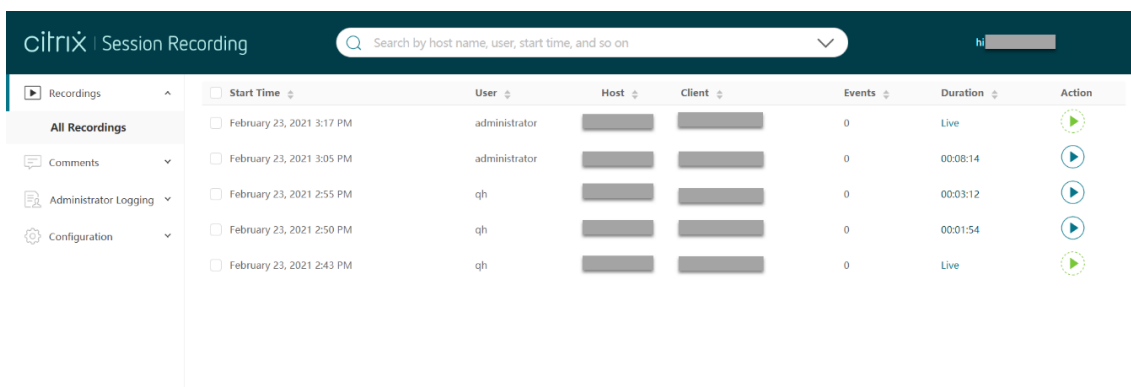 citrix | Session Recording
Search by host name, user, start time, and so on
hi
Recordings
All Recordings
Comments
Administrator Logging
Configuration
Start Time User Host Client Events Duration Action
February 23, 2021 3:17 PM administrator 0 Live
February 23, 2021 3:05 PM administrator 0 00:08:14
February 23, 2021 2:55 PM qh 0 00:03:12
February 23, 2021 2:50 PM qh 0 00:01:54
February 23, 2021 2:43 PM qh 0 Live